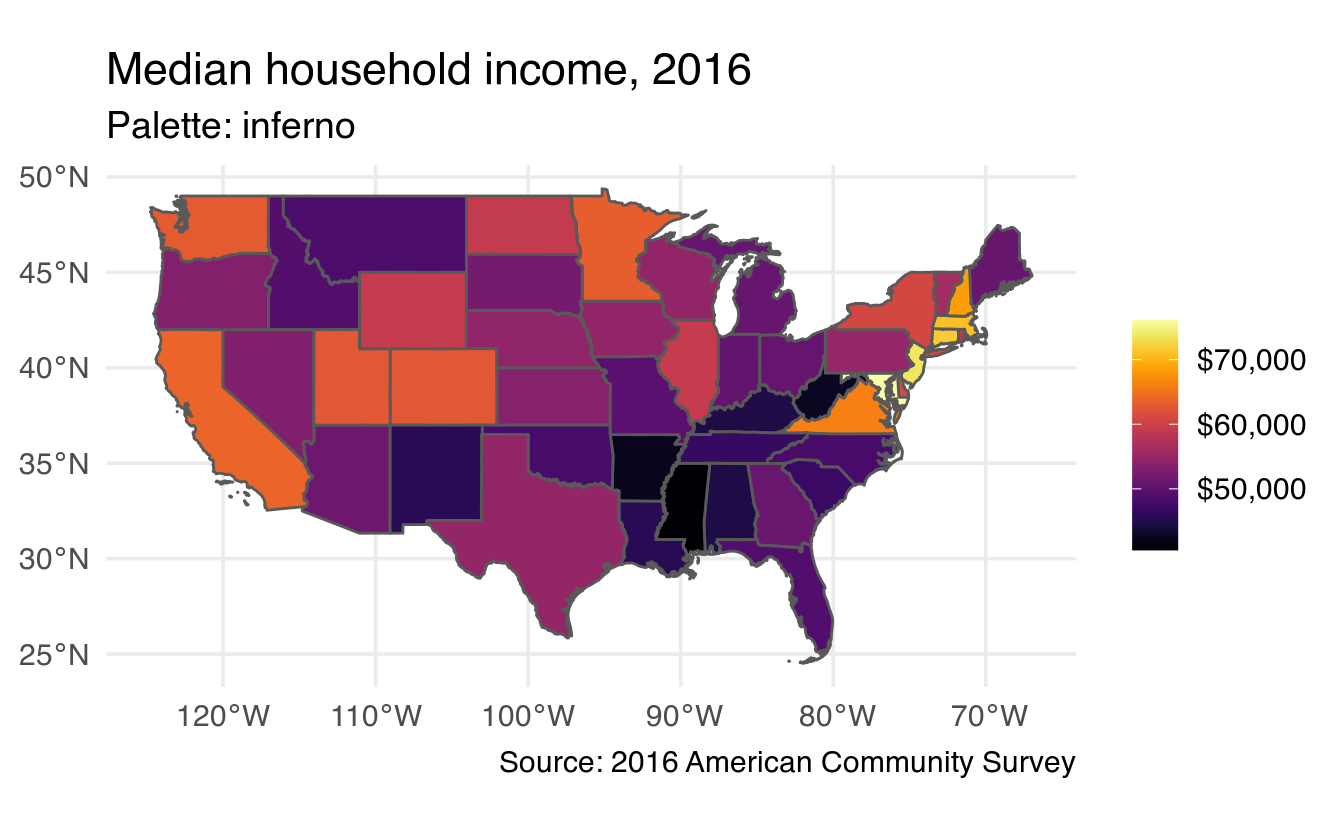 Median household income, 2016
Palette: inferno
50°N
45°N
40°N
35°N
30°N
25°N
120°W 110°W 100°W 90°W 80°W 70°W
$70,000
$60,000
$50,000
Source: 2016 American Community Survey